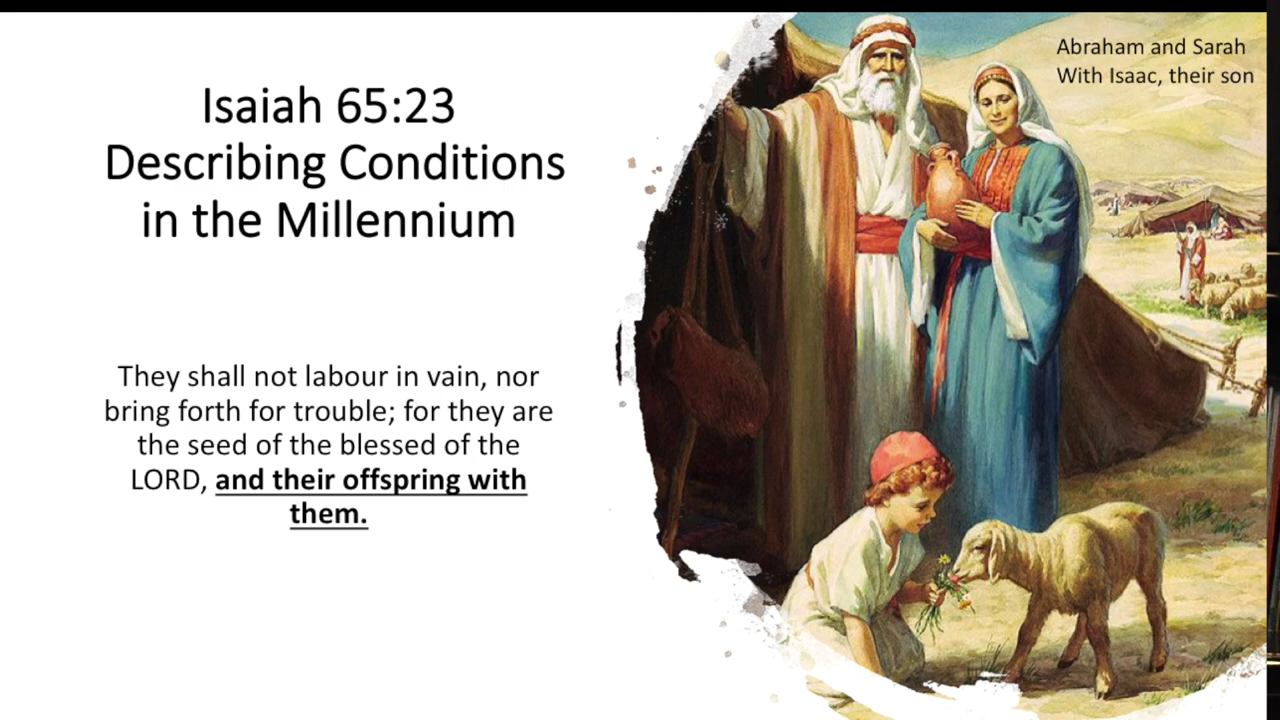 Isaiah 65:23
Describing Conditions
in the Millennium
They shall not labour in vain, nor
bring forth for trouble; for they are
the seed of the blessed of the
LORD, and their offspring with
them.
Abraham and Sarah
With Isaac, their son